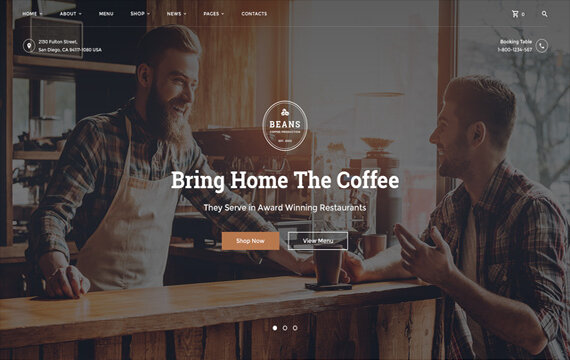 HOME ABOUT MENU SHOP NEWS PAGES CONTACTS 0
2130 Fulton Street,
San Diego, CA 94117-1080 USA
Booking Table
1-800-1234-567
BEANS
COFFEE PRODUCTION
Bring Home The Coffee
They Serve in Award Winning Restaurants
Shop Now
View Menu